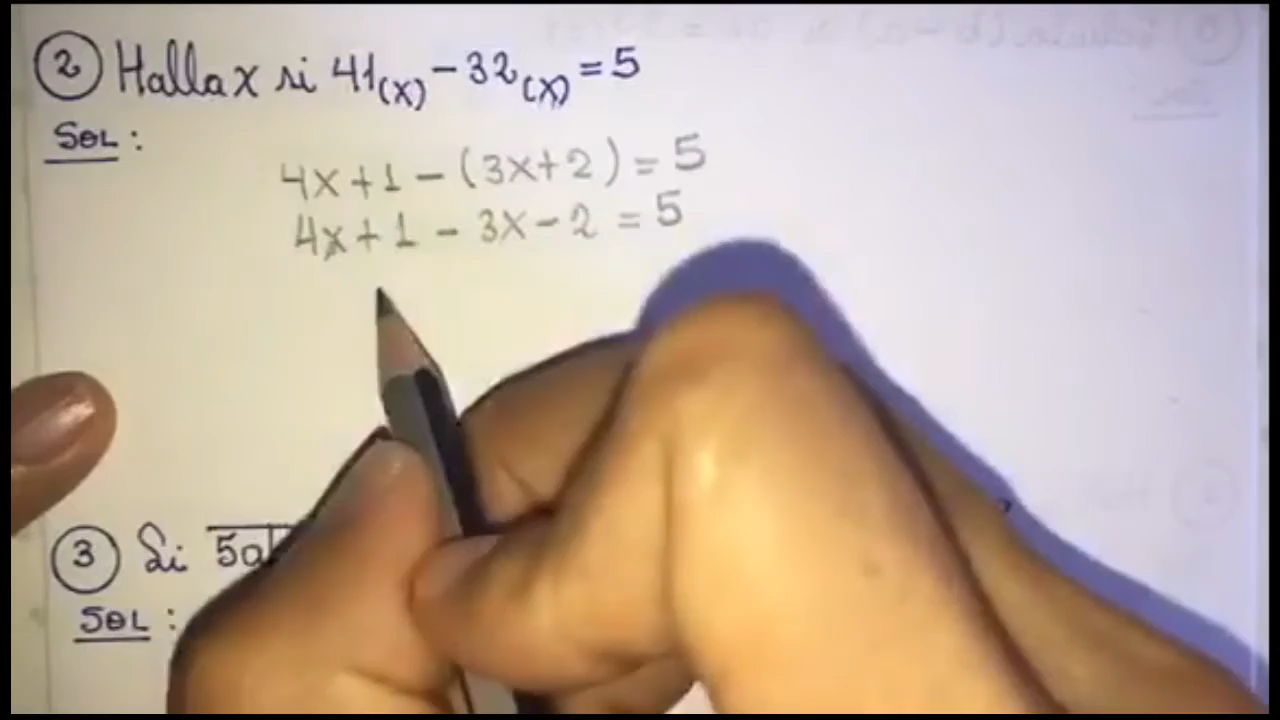 2 Halla x si 41(x) - 32(x) = 5
SOL:
4x+1-(3x+2)=5
4x+1-3x-2=5
3 Si 5a
SOL: